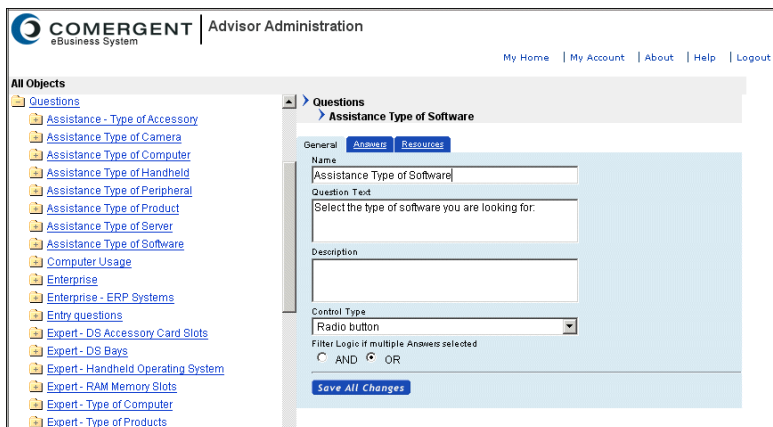 COMERGENT
eBusiness System
Advisor Administration
My Home | My Account | About | Help | Logout
All Objects
Questions
Assistance - Type of Accessory
Assistance Type of Camera
Assistance Type of Computer
Assistance Type of Handheld
Assistance Type of Peripheral
Assistance Type of Product
Assistance Type of Server
Assistance Type of Software
Computer Usage
Enterprise
Enterprise - ERP Systems
Entry questions
Expert - DS Accessory Card Slots
Expert - DS Bays
Expert - Handheld Operating System
Expert - RAM Memory Slots
Expert - Type of Computer
Expert - Type of Products
Questions
Assistance Type of Software
General Answers Resources
Name
Assistance Type of Software
Question Text
Select the type of software you are looking for:
Description
Control Type
Radio button
Filter Logic if multiple Answers selected
AND OR
Save All Changes